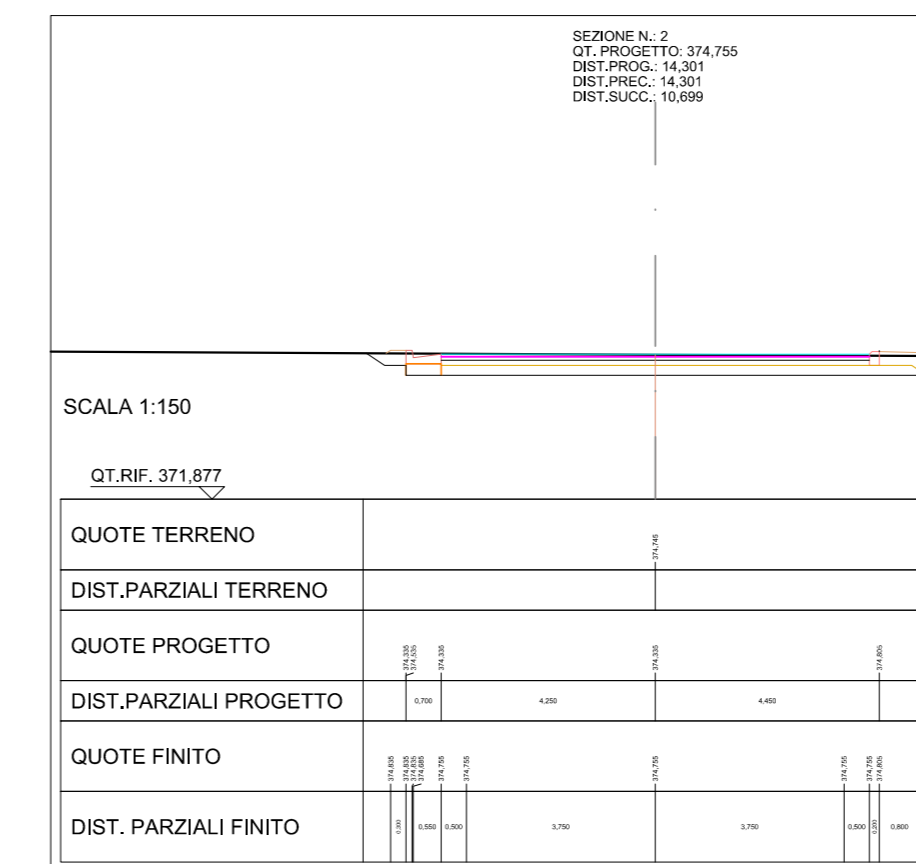 SEZIONE N.: 2
QT. PROGETTO: 374,755
DIST.PROG.: 14,301
DIST.PREC.: 14,301
DIST.SUCC.: 10,699
SCALA 1:150
QT.RIF. 371,877
QUOTE TERRENO
374,746
DIST.PARZIALI TERRENO
QUOTE PROGETTO
374,335 374,535 374,335 374,335 374,805
DIST.PARZIALI PROGETTO
0,700 4,250 4,450
QUOTE FINITO
374,835 374,835 374,835 374,685 374,755 374,755 374,755 374,755 374,755 374,805
DIST. PARZIALI FINITO
0,300 0,550 0,500 3,750 3,750 0,500 0,200 0,800